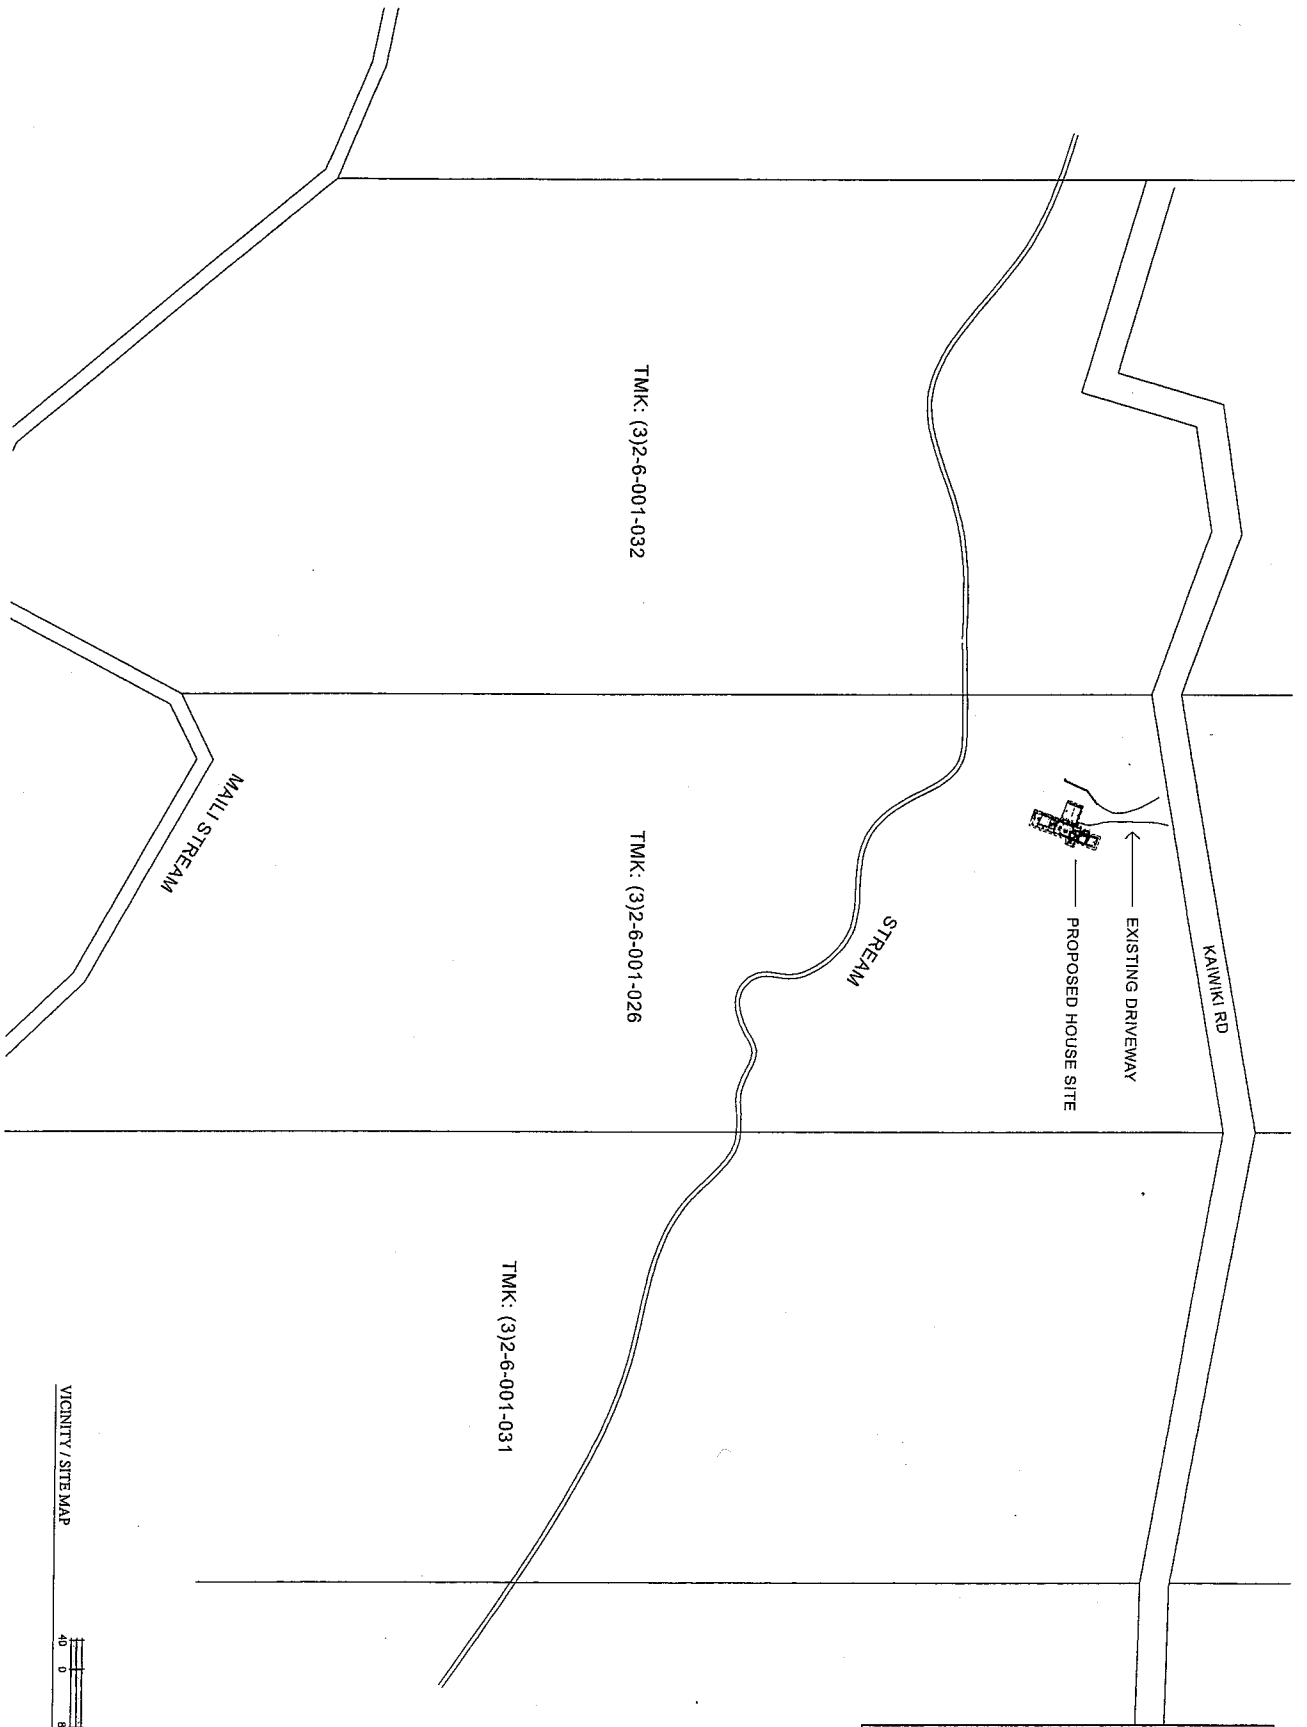 KAIWIKI RD
EXISTING DRIVEWAY
PROPOSED HOUSE SITE
STREAM
TMK: (3)2-6-001-032
TMK: (3)2-6-001-026
TMK: (3)2-6-001-031
MAILI STREAM
VICINITY / SITE MAP
40 0